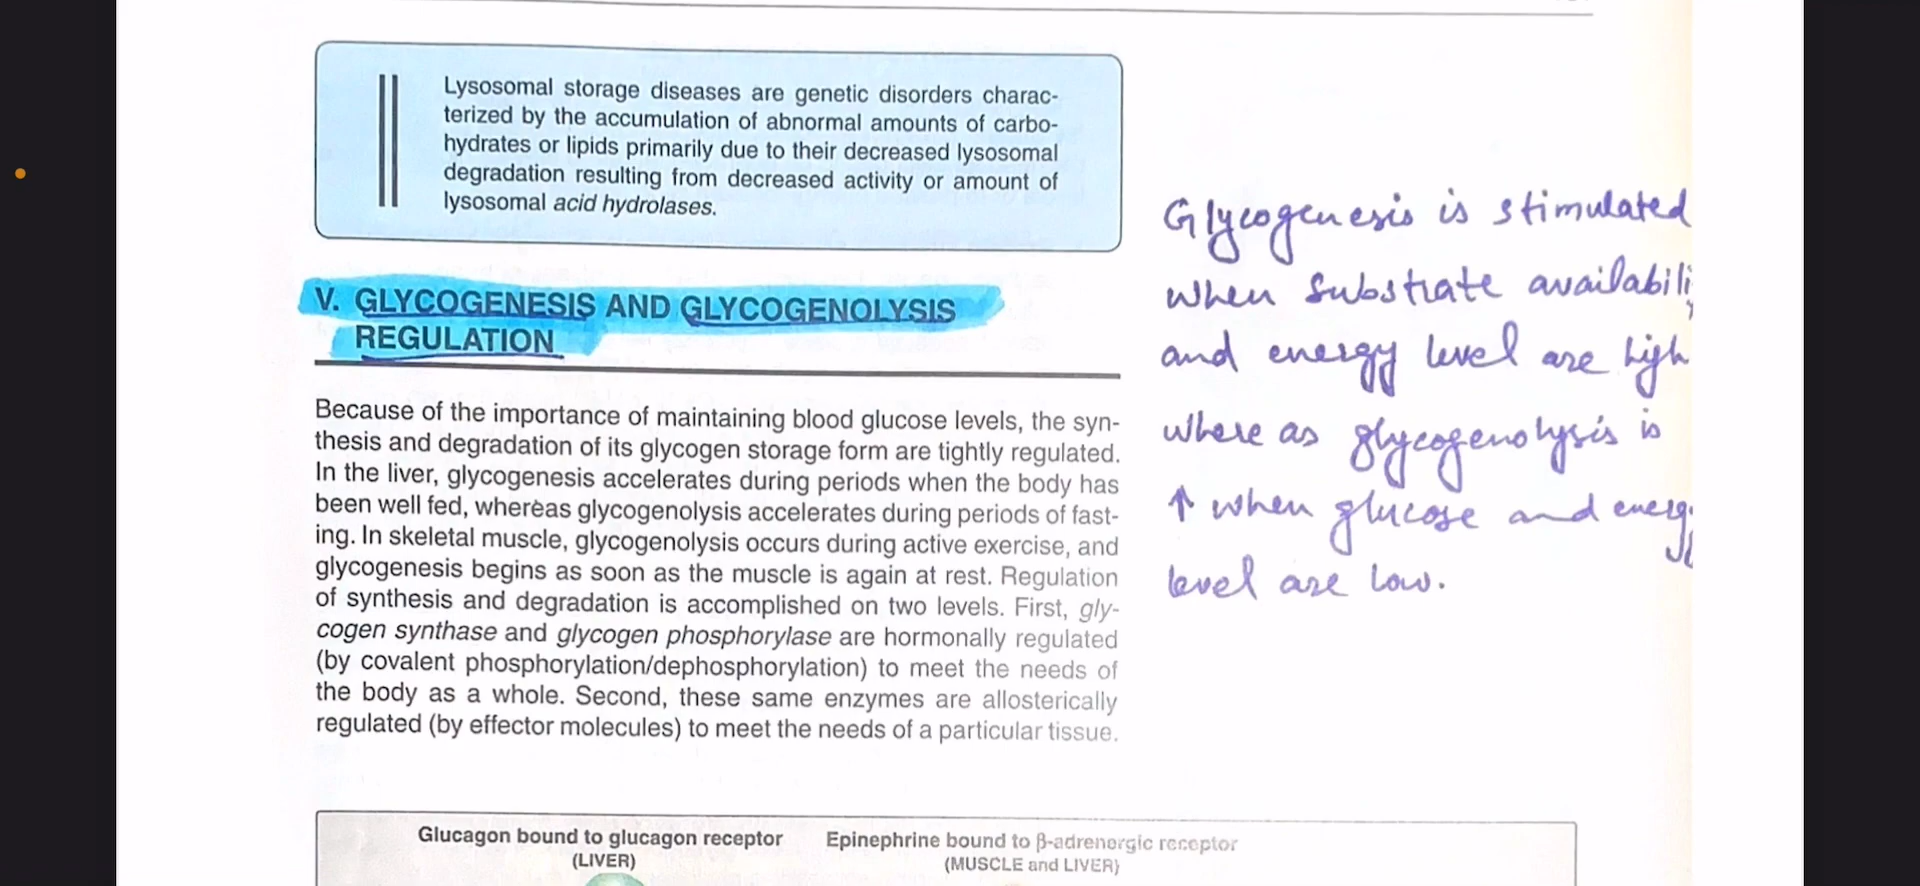 Lysosomal storage diseases are genetic disorders charac-
terized by the accumulation of abnormal amounts of carbo-
hydrates or lipids primarily due to their decreased lysosomal
degradation resulting from decreased activity or amount of
lysosomal acid hydrolases.
V. GLYCOGENESIS AND GLYCOGENOLYSIS
REGULATION
Because of the importance of maintaining blood glucose levels, the syn-
thesis and degradation of its glycogen storage form are tightly regulated.
In the liver, glycogenesis accelerates during periods when the body has
been well fed, whereas glycogenolysis accelerates during periods of fast-
ing. In skeletal muscle, glycogenolysis occurs during active exercise, and
glycogenesis begins as soon as the muscle is again at rest. Regulation
of synthesis and degradation is accomplished on two levels. First, gly-
cogen synthase and glycogen phosphorylase are hormonally regulated
(by covalent phosphorylation/dephosphorylation) to meet the needs of
the body as a whole. Second, these same enzymes are allosterically
regulated (by effector molecules) to meet the needs of a particular tissue.
Glycogenesis is stimulated
when substrate availabili
and energy level are high
where as glycogenolysis is
↑ when glucose and energy
level are low.
Glucagon bound to glucagon receptor
(LIVER)
Epinephrine bound to β-adrenergic receptor
(MUSCLE and LIVER)